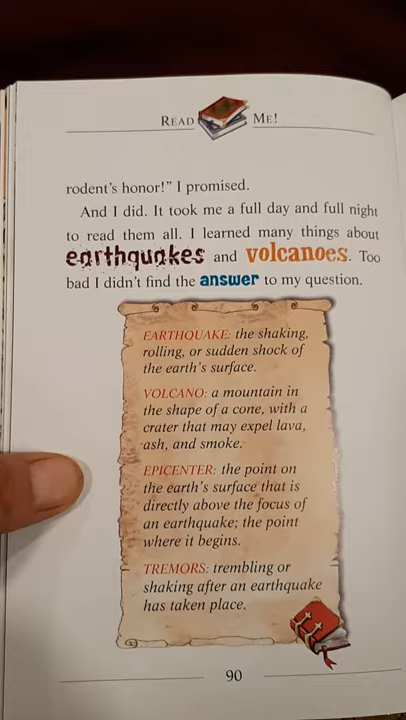 READ ME!
rodent's honor!" I promised.
And I did. It took me a full day and full night
to read them all. I learned many things about
earthquakes and volcanoes. Too
bad I didn't find the answer to my question.
EARTHQUAKE: the shaking,
rolling, or sudden shock of
the earth's surface.
VOLCANO: a mountain in
the shape of a cone, with a
crater that may expel lava,
ash, and smoke.
EPICENTER: the point on
the earth's surface that is
directly above the focus of
an earthquake; the point
where it begins.
TREMORS: trembling or
shaking after an earthquake
has taken place.
90